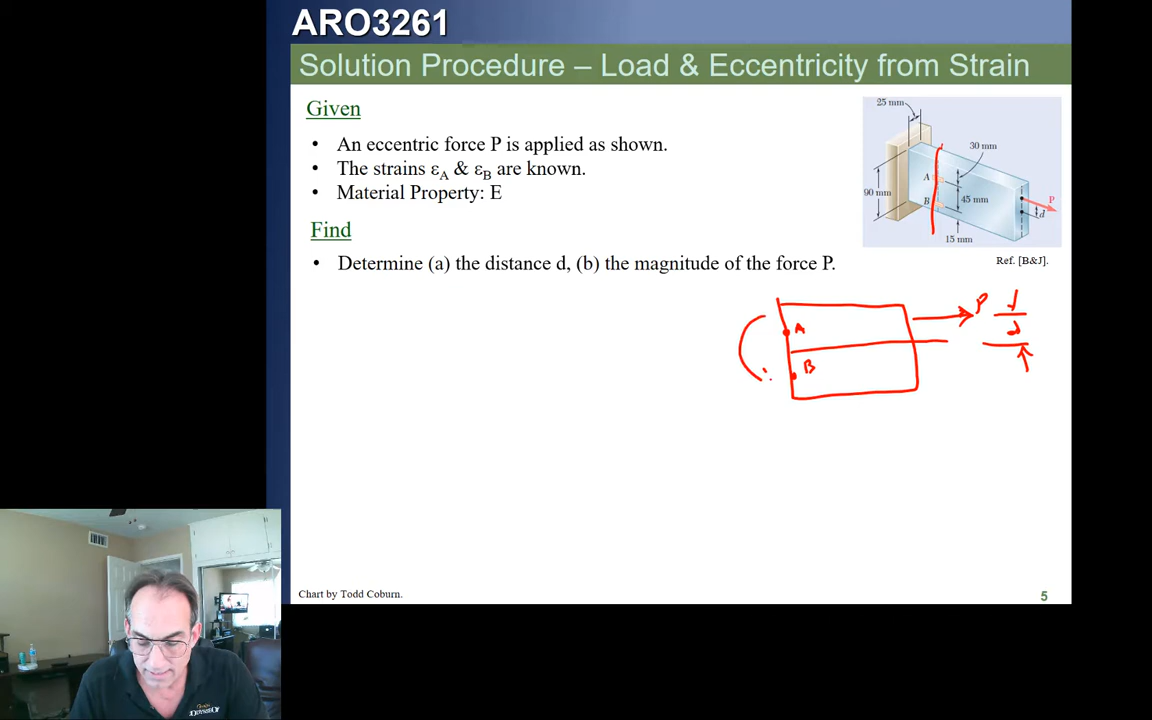 ARO3261
Solution Procedure – Load & Eccentricity from Strain
Given
• An eccentric force P is applied as shown.
• The strains εA & εB are known.
• Material Property: E
Find
• Determine (a) the distance d, (b) the magnitude of the force P.
25 mm
30 mm
A
90 mm
45 mm
P
B
d
15 mm
Ref. [B&J].
P
A
d
B
Chart by Todd Coburn.
5